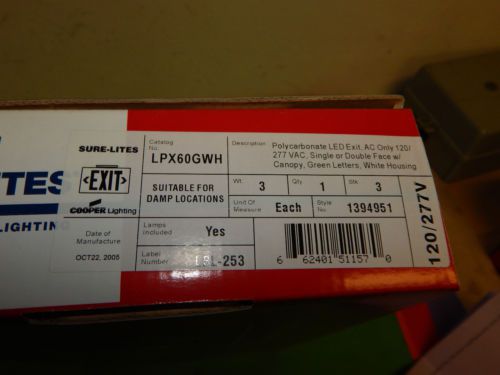 SURE-LITES
EXIT
COOPER Lighting
Date of
Manufacture
OCT22, 2005
TES
LIGHTING
Catalog
No.
LPX60GWH
Description
Polycarbonate LED Exit, AC Only 120/
277 VAC, Single or Double Face w/
Canopy, Green Letters, White Housing
SUITABLE FOR
DAMP LOCATIONS
Wt. 3
Qty. 1
Stk. 3
Unit Of
Measure
Each
Style
No.
1394951
Lamps
Included
Yes
Label
Number
-253
6 62401 51157 0
120/277V